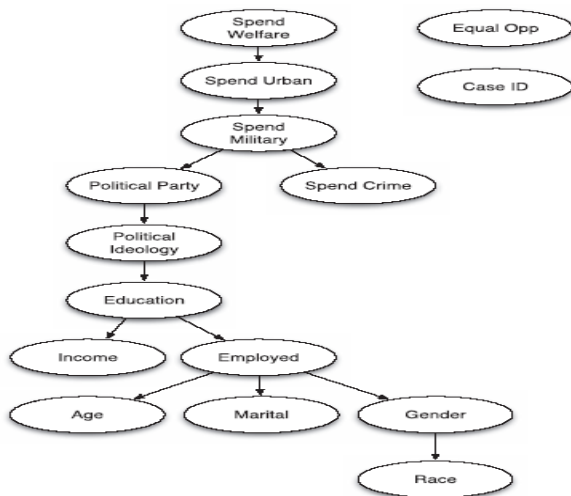 Spend
Welfare
Equal Opp
Spend Urban
Case ID
Spend
Military
Political Party
Spend Crime
Political
Ideology
Education
Income
Employed
Age
Marital
Gender
Race